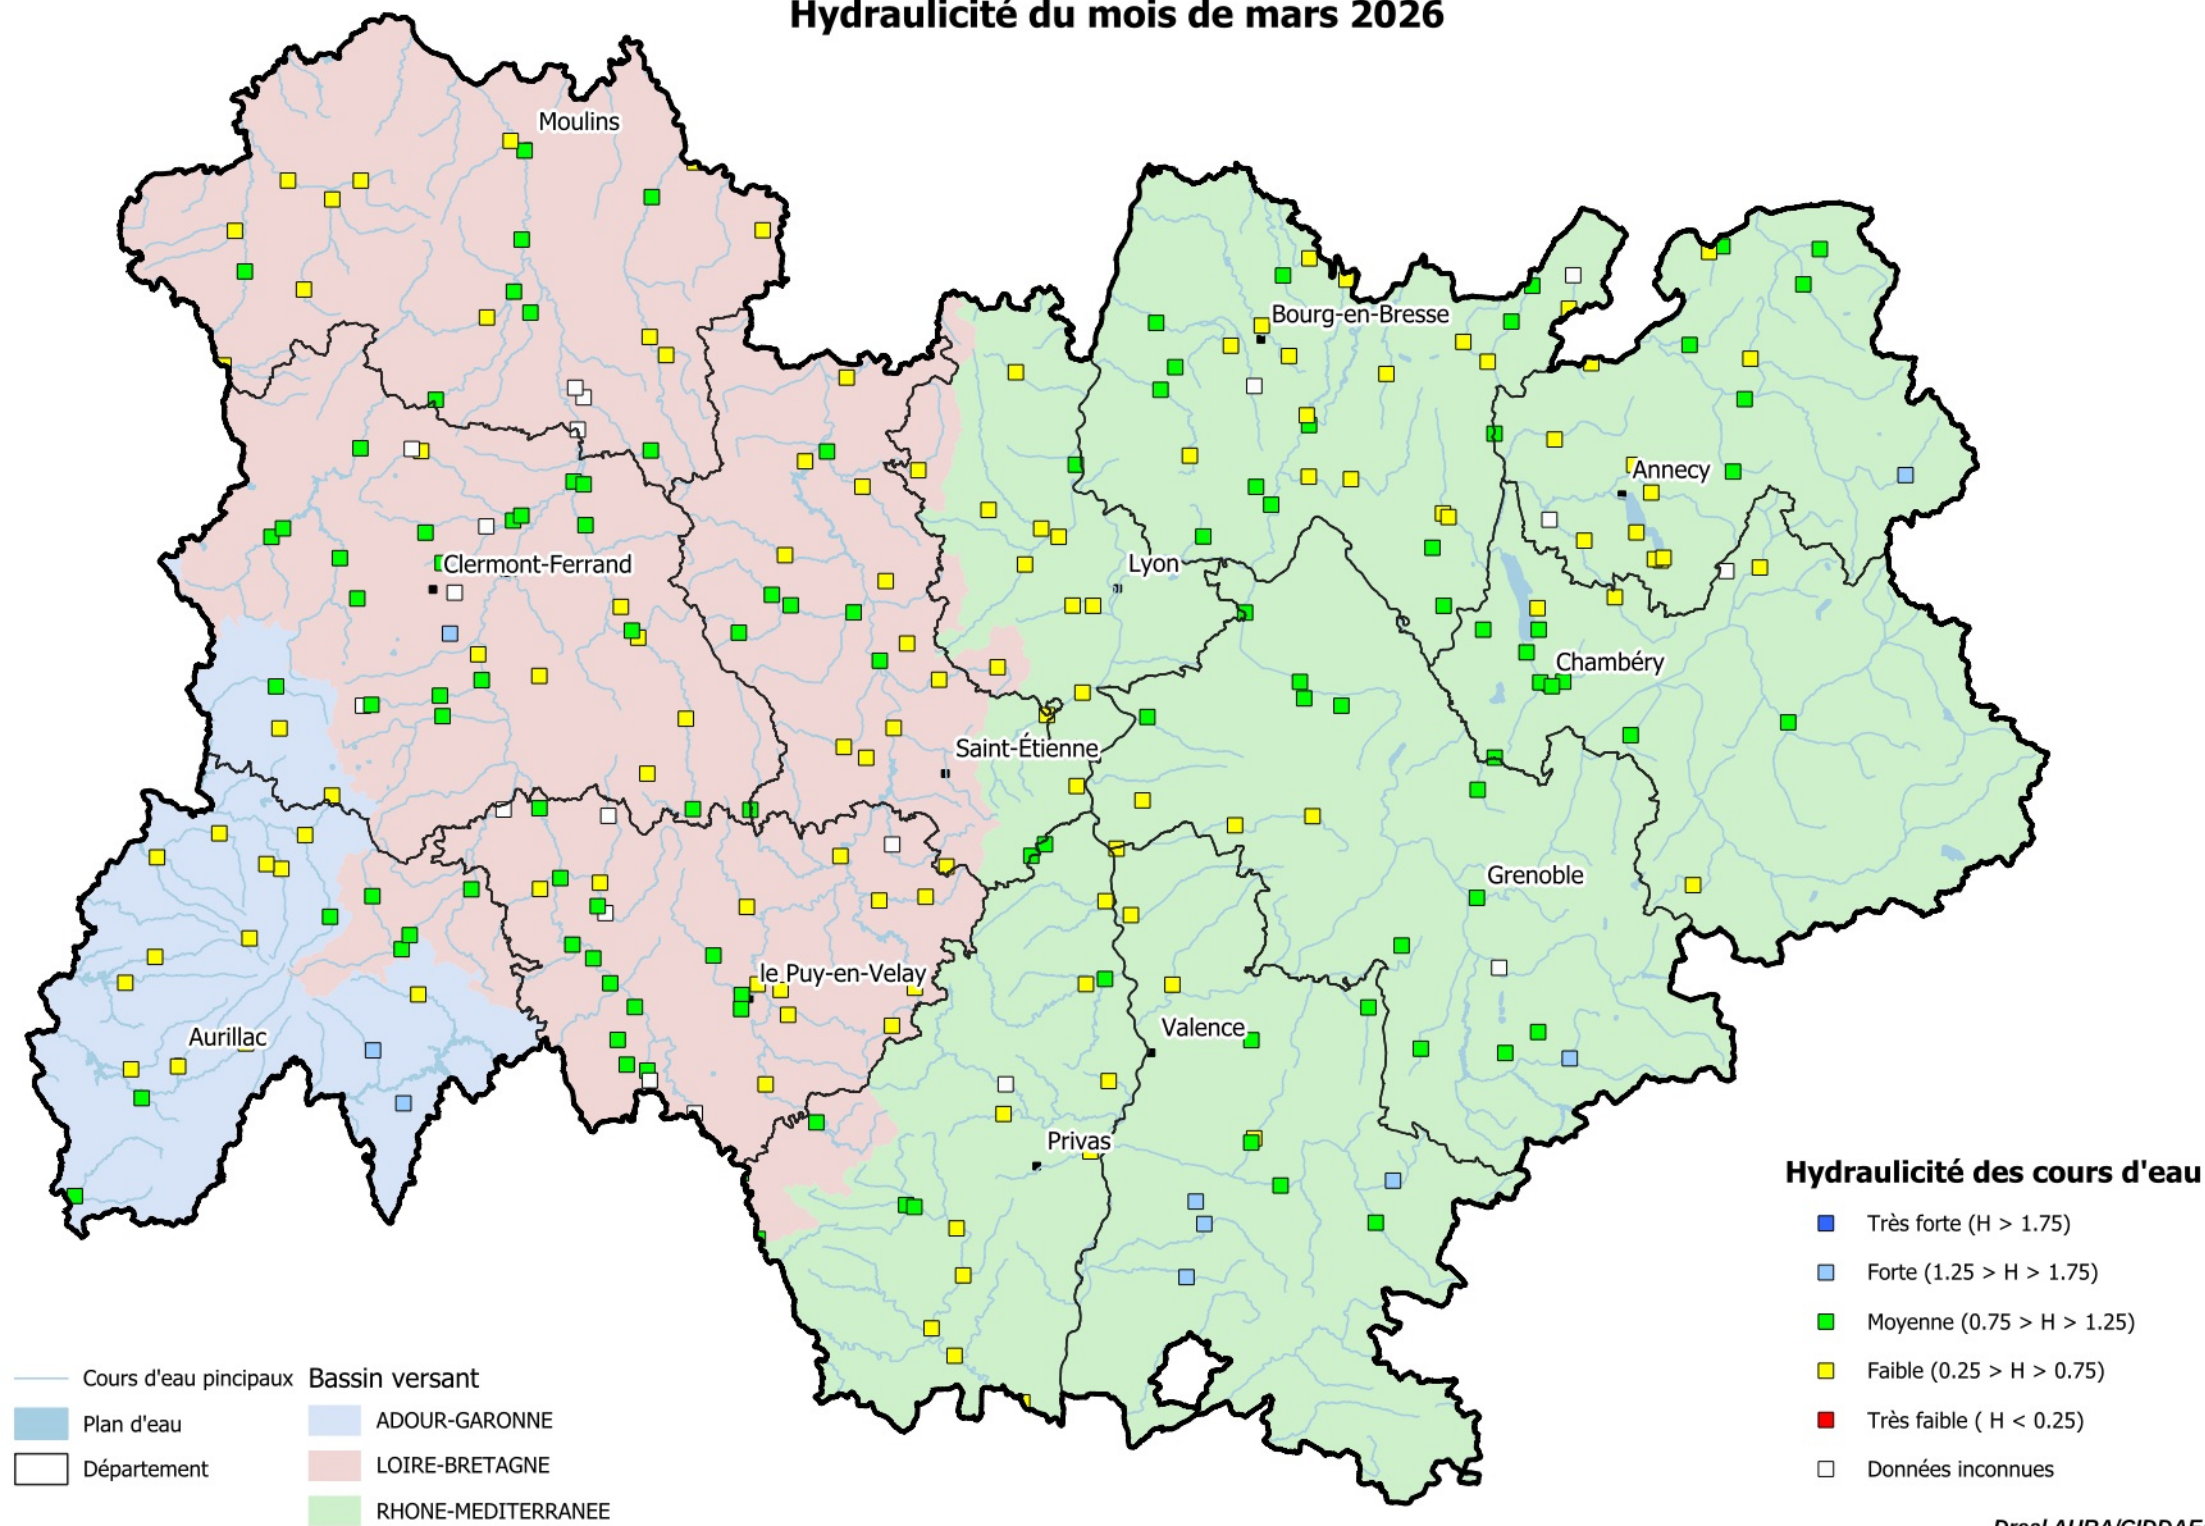 Hydraulicité du mois de mars 2026
Moulins
Bourg-en-Bresse
Annecy
Clermont-Ferrand
Lyon
Chambéry
Saint-Étienne
Grenoble
le Puy-en-Velay
Aurillac
Valence
Privas
Hydraulicité des cours d'eau
Très forte (H > 1.75)
Forte (1.25 > H > 1.75)
Moyenne (0.75 > H > 1.25)
Faible (0.25 > H > 0.75)
Très faible ( H < 0.25)
Données inconnues
Cours d'eau pincipaux
Plan d'eau
Département
Bassin versant
ADOUR-GARONNE
LOIRE-BRETAGNE
RHONE-MEDITERRANEE